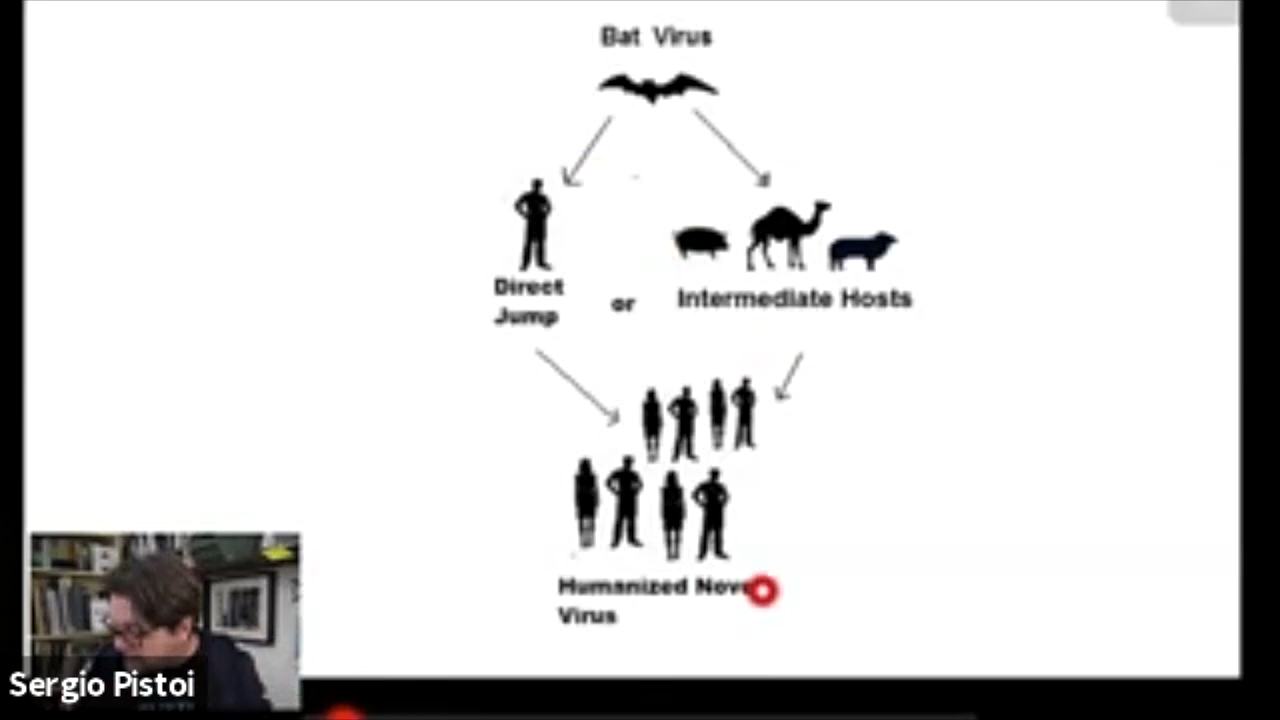 Bat Virus
Direct
Jump
or
Intermediate Hosts
Humanized
Virus
Sergio Pistoi